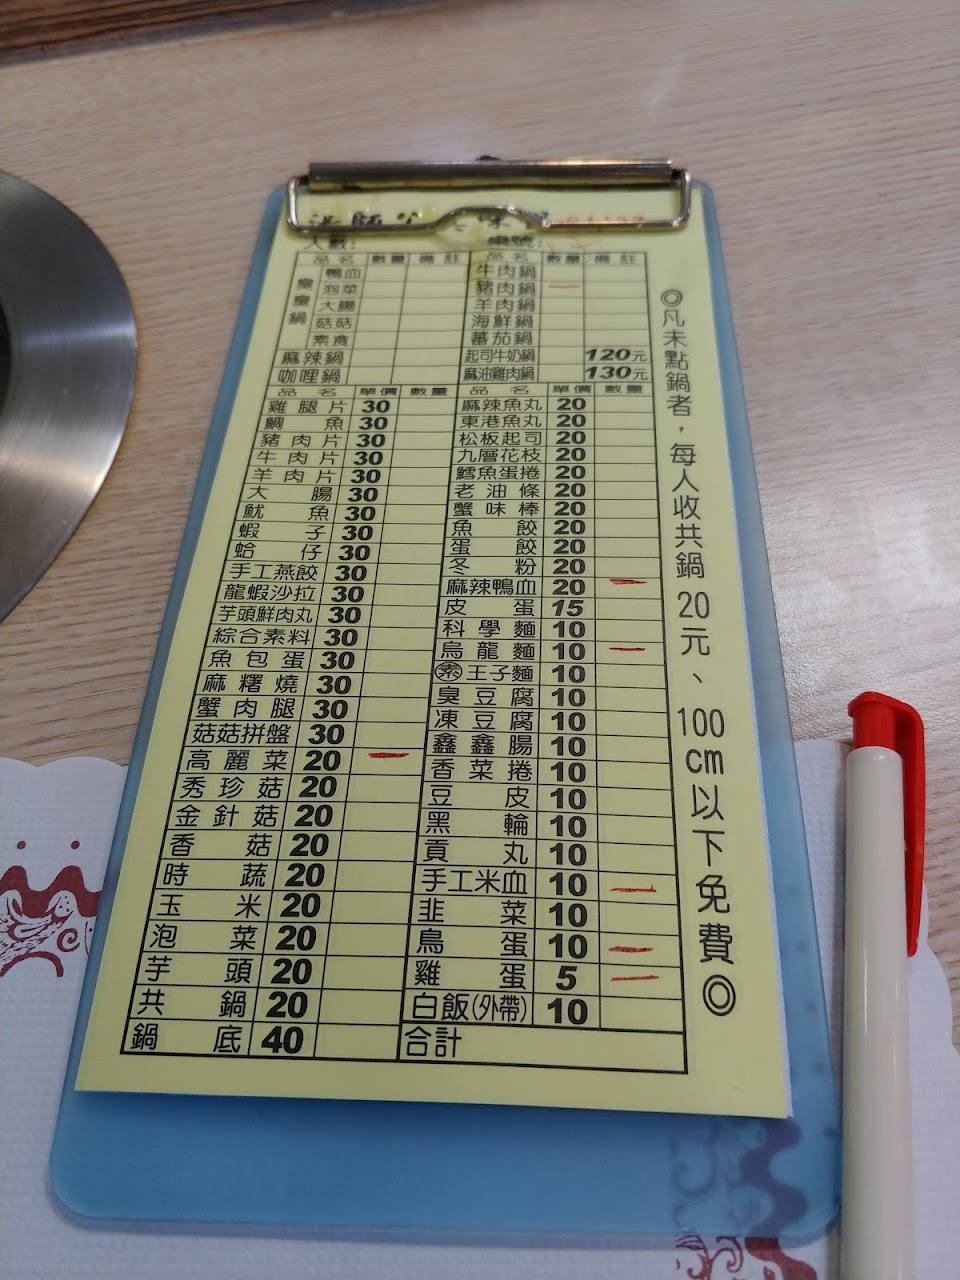 人數： 桌號：
品名 數量 備註 品名 數量 備註
臭臭鍋 鴨血 牛肉鍋
泡菜 豬肉鍋
大腸 羊肉鍋
菇菇 海鮮鍋
素食 蕃茄鍋
麻辣鍋 起司牛奶鍋 120元
咖哩鍋 麻油雞肉鍋 130元
品名 單價 數量 品名 單價 數量
雞腿片 30 麻辣魚丸 20
鯛魚 30 東港魚丸 20
豬肉片 30 松板起司 20
牛肉片 30 九層花枝 20
羊肉片 30 鱈魚蛋捲 20
大腸 30 老油條 20
魷魚 30 蟹味棒 20
蝦子 30 魚餃 20
蛤仔 30 蛋餃 20
手工燕餃 30 冬粉 20
龍蝦沙拉 30 麻辣鴨血 20
芋頭鮮肉丸 30 皮蛋 15
綜合素料 30 科學麵 10
魚包蛋 30 烏龍麵 10
麻糬燒 30 素王子麵 10
蟹肉腿 30 臭豆腐 10
菇菇拼盤 30 凍豆腐 10
高麗菜 20 鑫鑫腸 10
秀珍菇 20 香菜捲 10
金針菇 20 豆皮 10
香菇 20 黑輪 10
時蔬 20 貢丸 10
玉米 20 手工米血 10
泡菜 20 韭菜 10
芋頭 20 鳥蛋 10
共鍋 20 雞蛋 5
鍋底 40 白飯(外帶) 10
合計
◎凡未點鍋者，每人收共鍋20元、100cm以下免費◎